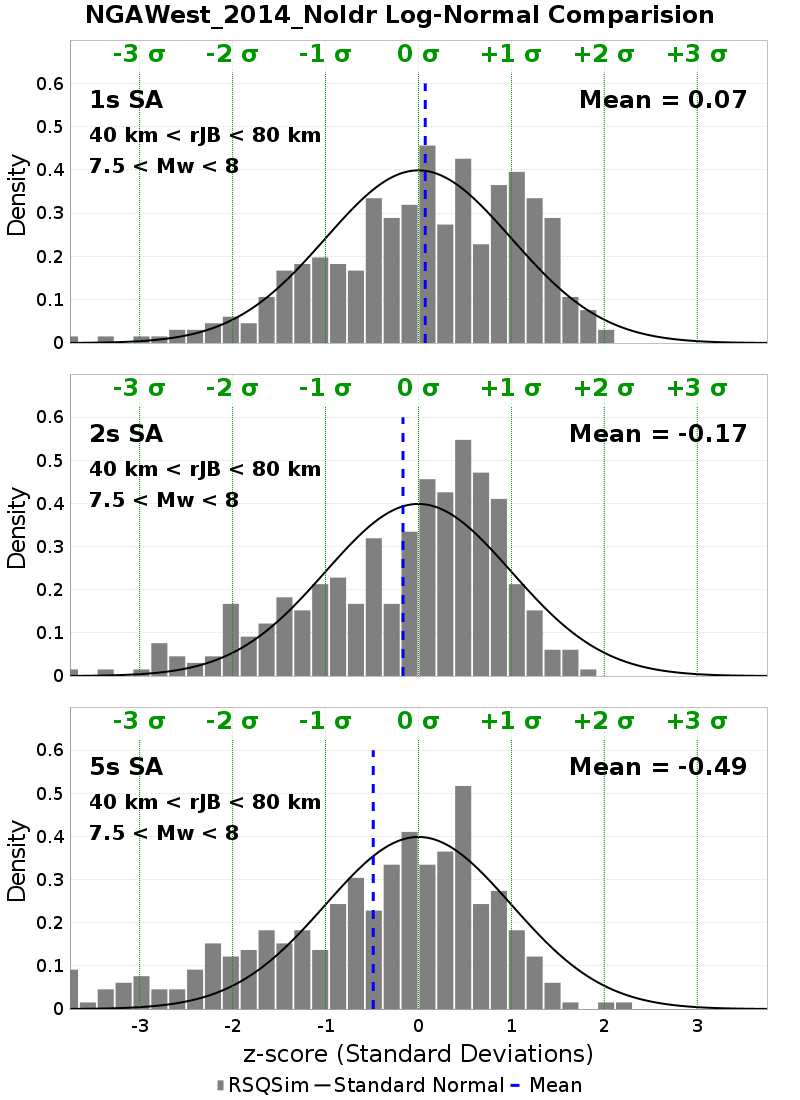 NGAWest_2014_NoIdr Log-Normal Comparision
-3 σ -2 σ -1 σ 0 σ +1 σ +2 σ +3 σ
1s SA Mean = 0.07
40 km < rJB < 80 km
7.5 < Mw < 8
Density
0.6
0.5
0.4
0.3
0.2
0.1
0
-3 σ -2 σ -1 σ 0 σ +1 σ +2 σ +3 σ
2s SA Mean = -0.17
40 km < rJB < 80 km
7.5 < Mw < 8
Density
0.6
0.5
0.4
0.3
0.2
0.1
0
-3 σ -2 σ -1 σ 0 σ +1 σ +2 σ +3 σ
5s SA Mean = -0.49
40 km < rJB < 80 km
7.5 < Mw < 8
Density
0.6
0.5
0.4
0.3
0.2
0.1
0
-3 -2 -1 0 1 2 3
z-score (Standard Deviations)
RSQSim Standard Normal Mean